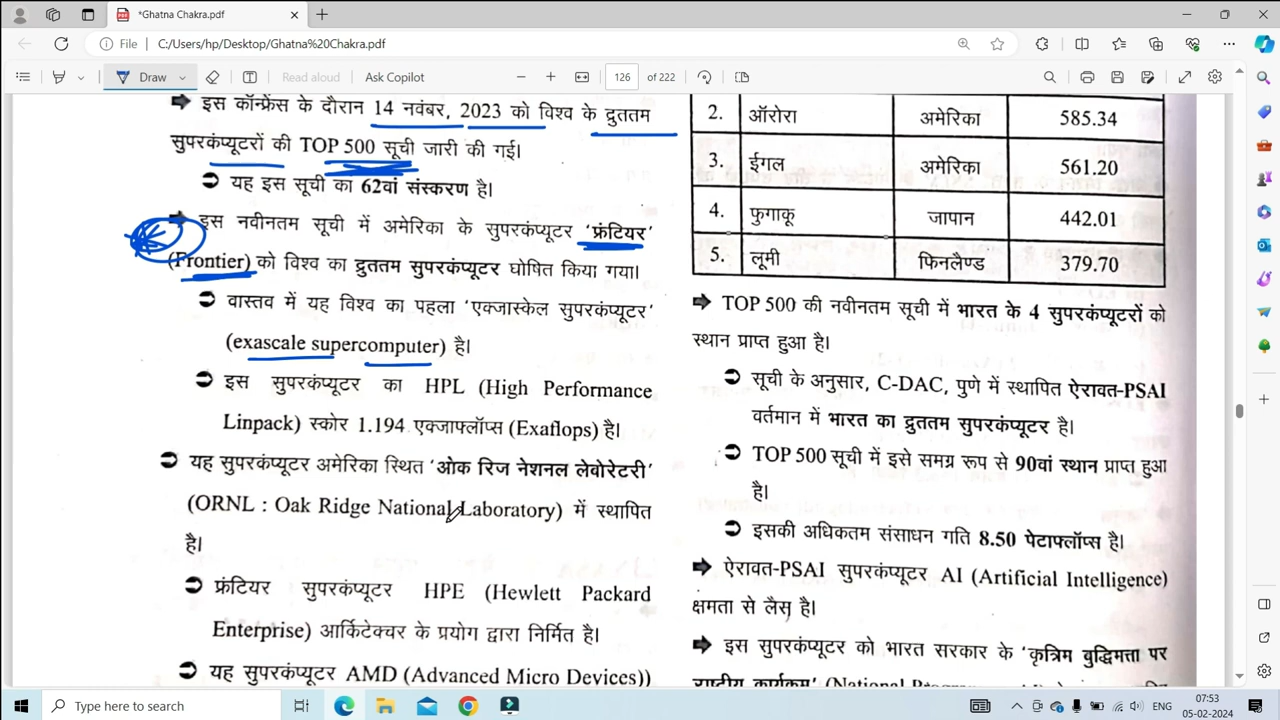 *Ghatna Chakra.pdf
File C:/Users/hp/Desktop/Ghatna%20Chakra.pdf
Draw Read aloud Ask Copilot 126 of 222
इस कॉन्फ्रेंस के दौरान 14 नवंबर, 2023 को विश्व के द्रुततम
सुपरकंप्यूटरों की TOP 500 सूची जारी की गई।
यह इस सूची का 62वां संस्करण है।
इस नवीनतम सूची में अमेरिका के सुपरकंप्यूटर 'फ्रंटियर'
(Frontier) को विश्व का द्रुततम सुपरकंप्यूटर घोषित किया गया।
वास्तव में यह विश्व का पहला 'एक्जास्केल सुपरकंप्यूटर'
(exascale supercomputer) है।
इस सुपरकंप्यूटर का HPL (High Performance
Linpack) स्कोर 1.194 एक्जाफ्लॉप्स (Exaflops) है।
यह सुपरकंप्यूटर अमेरिका स्थित 'ओक रिज नेशनल लेबोरेटरी'
(ORNL : Oak Ridge National Laboratory) में स्थापित
है।
फ्रंटियर सुपरकंप्यूटर HPE (Hewlett Packard
Enterprise) आर्किटेक्चर के प्रयोग द्वारा निर्मित है।
यह सुपरकंप्यूटर AMD (Advanced Micro Devices))
2. ऑरोरा अमेरिका 585.34
3. ईगल अमेरिका 561.20
4. फुगाकू जापान 442.01
5. लूमी फिनलैण्ड 379.70
TOP 500 की नवीनतम सूची में भारत के 4 सुपरकंप्यूटरों को
स्थान प्राप्त हुआ है।
सूची के अनुसार, C-DAC, पुणे में स्थापित ऐरावत-PSAI
वर्तमान में भारत का द्रुततम सुपरकंप्यूटर है।
TOP 500 सूची में इसे समग्र रूप से 90वां स्थान प्राप्त हुआ
है।
इसकी अधिकतम संसाधन गति 8.50 पेटाफ्लॉप्स है।
ऐरावत-PSAI सुपरकंप्यूटर AI (Artificial Intelligence)
क्षमता से लैस है।
इस सुपरकंप्यूटर को भारत सरकार के 'कृत्रिम बुद्धिमत्ता पर
राष्ट्रीय कार्यक्रम' (National
Type here to search
ENG
07:53
05-02-2024